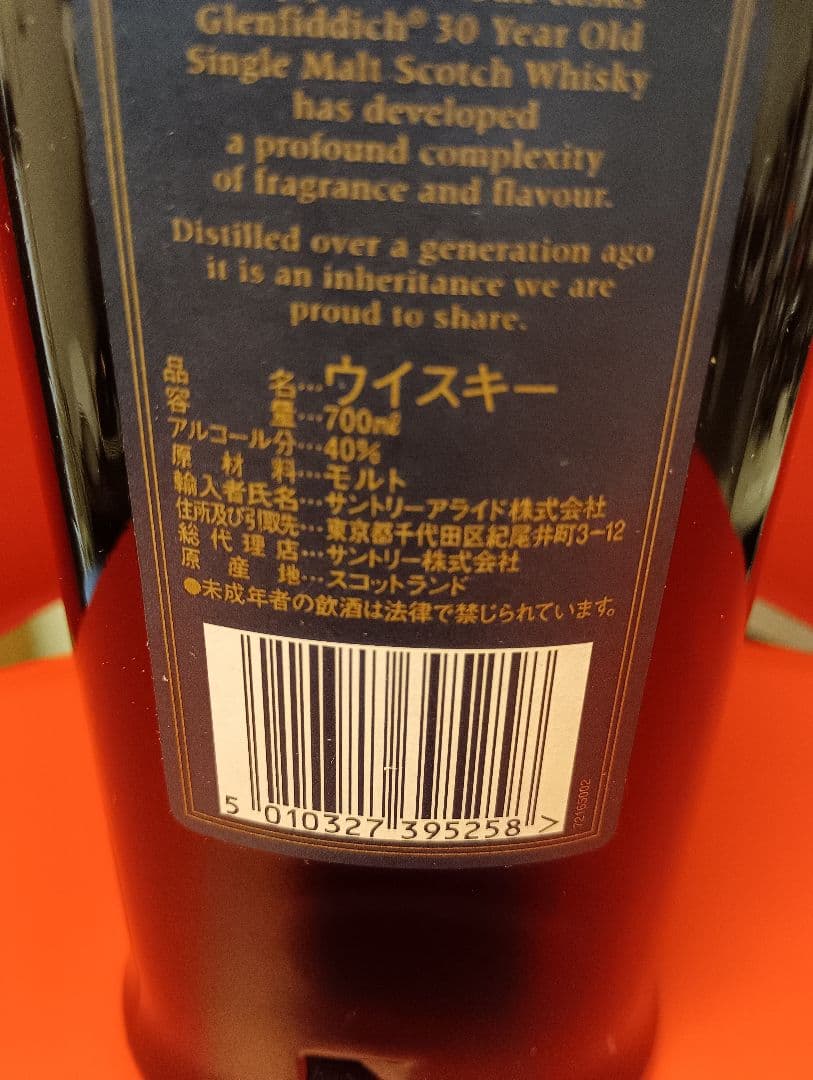 casks
Glenfiddich® 30 Year Old
Single Malt Scotch Whisky
has developed
a profound complexity
of fragrance and flavour.
Distilled over a generation ago
it is an inheritance we are
proud to share.
品名…ウイスキー
容量…700mℓ
アルコール分…40%
原材料…モルト
輸入者氏名…サントリーアライド株式会社
住所及び引取先…東京都千代田区紀尾井町3-12
総代理店…サントリー株式会社
原産地…スコットランド
●未成年者の飲酒は法律で禁じられています。
5 010327 395258 >
72165002